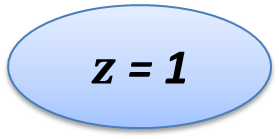 z = 1